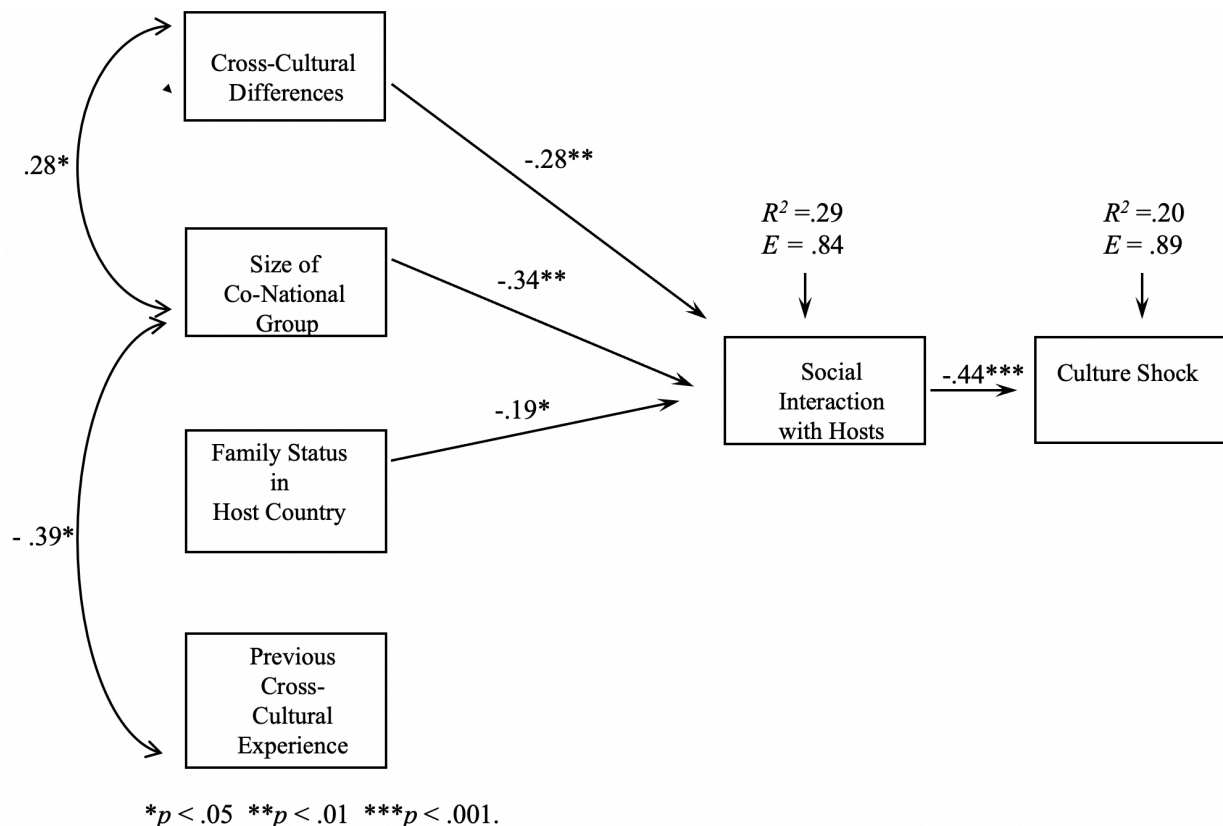 Cross-Cultural
Differences
.28*
-.28**
R² =.29
E = .84
R² =.20
E = .89
Size of
Co-National
Group
-.34**
Social
Interaction
with Hosts
-.44***
Culture Shock
-.19*
Family Status
in
Host Country
- .39*
Previous
Cross-
Cultural
Experience
*p < .05 **p < .01 ***p < .001.